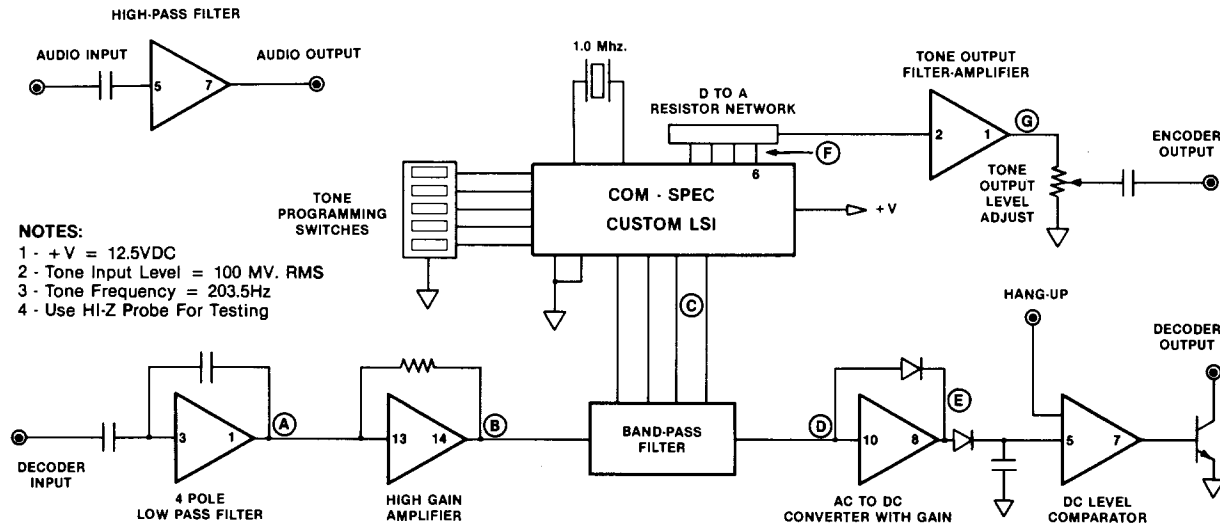 HIGH-PASS FILTER
AUDIO INPUT
AUDIO OUTPUT
5
7
1.0 Mhz.
D TO A
RESISTOR NETWORK
F
6
TONE OUTPUT
FILTER-AMPLIFIER
2
1
G
ENCODER
OUTPUT
TONE
OUTPUT
LEVEL
ADJUST
TONE
PROGRAMMING
SWITCHES
COM - SPEC
CUSTOM LSI
+V
NOTES:
1 - +V = 12.5VDC
2 - Tone Input Level = 100 MV. RMS
3 - Tone Frequency = 203.5Hz
4 - Use HI-Z Probe For Testing
C
HANG-UP
DECODER
OUTPUT
DECODER
INPUT
3
1
A
4 POLE
LOW PASS FILTER
13
14
B
HIGH GAIN
AMPLIFIER
BAND-PASS
FILTER
D
10
8
E
AC TO DC
CONVERTER WITH GAIN
5
7
DC LEVEL
COMPARATOR